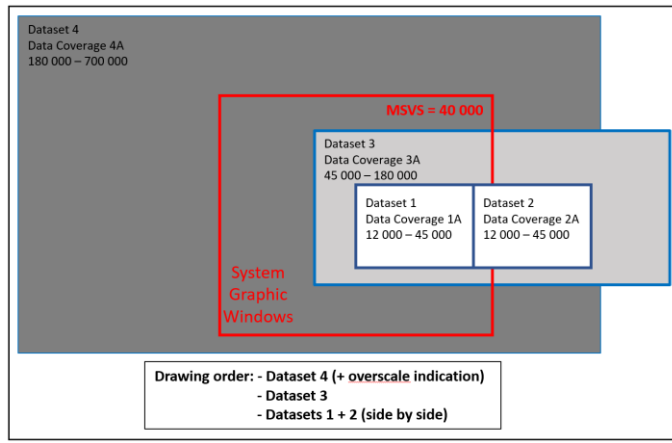 Dataset 4
Data Coverage 4A
180 000 – 700 000
MSVS = 40 000
Dataset 3
Data Coverage 3A
45 000 – 180 000
Dataset 1
Data Coverage 1A
12 000 – 45 000
Dataset 2
Data Coverage 2A
12 000 – 45 000
System
Graphic
Windows
Drawing order: - Dataset 4 (+ overscale indication)
- Dataset 3
- Datasets 1 + 2 (side by side)